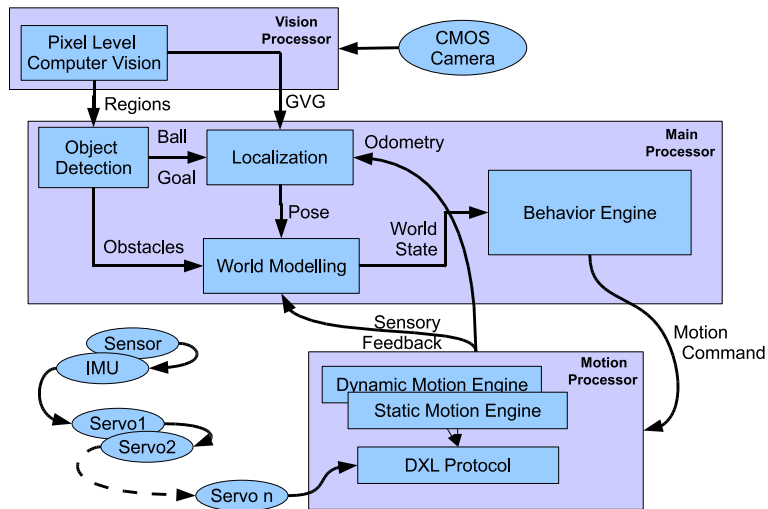 Vision
Processor
Pixel Level
Computer Vision
CMOS
Camera
Regions
GVG
Main
Processor
Object
Detection
Ball
Goal
Localization
Odometry
Behavior Engine
Pose
World
State
Obstacles
World Modelling
Sensory
Feedback
Motion
Command
Sensor
IMU
Motion
Processor
Dynamic Motion Engine
Static Motion Engine
Servo1
Servo2
DXL Protocol
Servo n